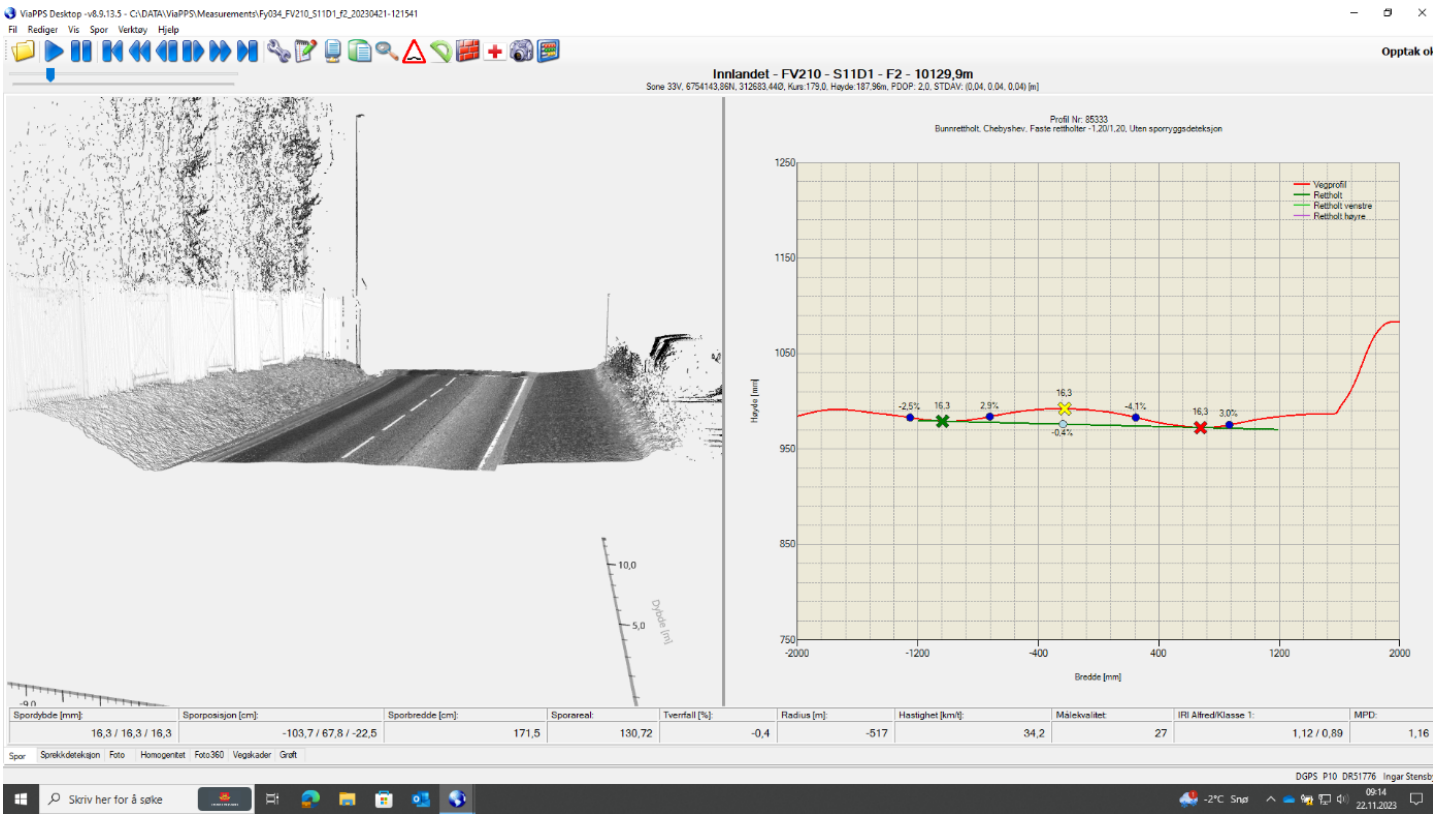 ViaPPS Desktop -v8.9.13.5 - C:\DATA\ViaPPS\Measurements\Fy034_FV210_S11D1_f2_20230421-121541
Fil Rediger Vis Spor Verktøy Hjelp
Opptak ok
Innlandet - FV210 - S11D1 - F2 - 10129,9m
Sone 33V, 6754143,86N, 312683,44Ø, Kurs:179,0, Høyde:187,96m, PDOP: 2,0, STDAV: (0,04, 0,04, 0,04) [m]
Profil Nr: 85333
Bunnrettholt, Chebyshev. Faste rettholter -1,20/1,20, Uten sporryggsdeteksjon
1250
Vegprofil
Rettholt
Rettholt venstre
Rettholt høyre
1150
1050
Høyde [mm]
-2,5% 16,3 2,9% 16,3 -4,1% 16,3 3,0%
-0,4%
950
850
750
-2000 -1200 -400 400 1200 2000
Bredde [mm]
10,0
5,0
Dybde [m]
-9,0
Spordybde [mm]: Sporposisjon [cm]: Sporbredde [cm]: Sporareal: Tverrfall [%]: Radius [m]: Hastighet [km/t]: Målekvalitet: IRI Alfred/Klasse 1: MPD:
16,3 / 16,3 / 16,3 -103,7 / 67,8 / -22,5 171,5 130,72 -0,4 -517 34,2 27 1,12 / 0,89 1,16
Spor Sprekkdeteksjon Foto Homogenitet Foto360 Vegskader Grøft
DGPS P10 DR51776 Ingar Stensby
Skriv her for å søke
-2°C Snø
09:14
22.11.2023